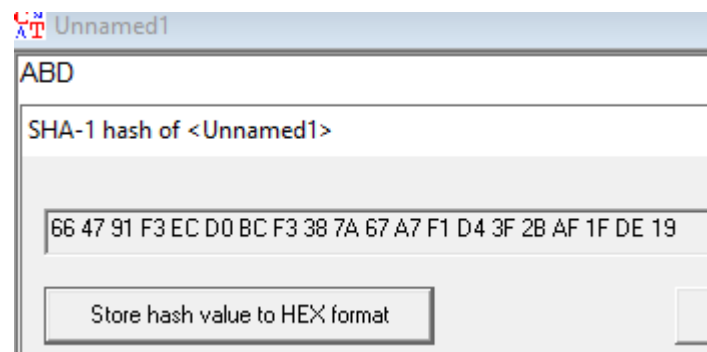 Unnamed1
ABD
SHA-1 hash of <Unnamed1>
66 47 91 F3 EC D0 BC F3 38 7A 67 A7 F1 D4 3F 2B AF 1F DE 19
Store hash value to HEX format